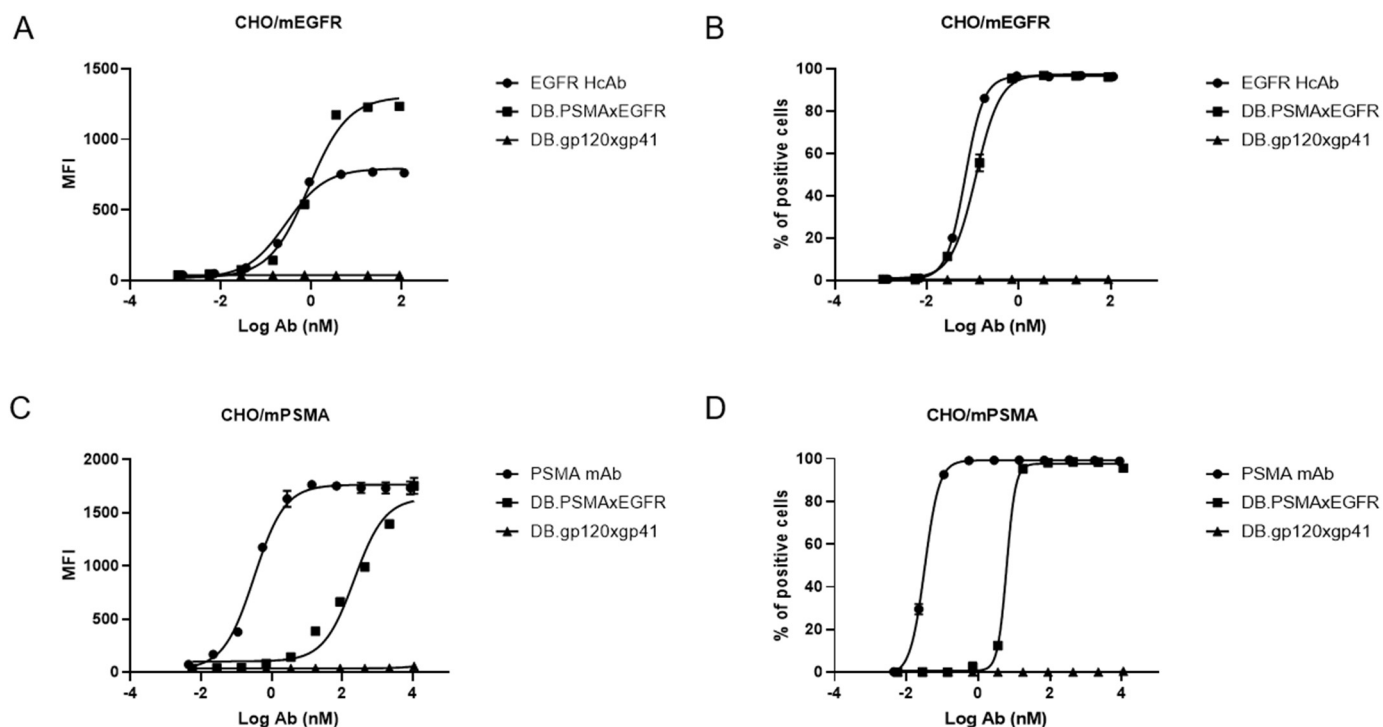 A
CHO/mEGFR
1500
1000
500
0
MFI
-4
-2
0
2
Log Ab (nM)
EGFR HcAb
DB.PSMAxEGFR
DB.gp120xgp41
B
CHO/mEGFR
100
80
60
40
20
0
% of positive cells
-4
-2
0
2
Log Ab (nM)
EGFR HcAb
DB.PSMAxEGFR
DB.gp120xgp41
C
CHO/mPSMA
2000
1500
1000
500
0
MFI
-4
-2
0
2
4
Log Ab (nM)
PSMA mAb
DB.PSMAxEGFR
DB.gp120xgp41
D
CHO/mPSMA
100
80
60
40
20
0
% of positive cells
-4
-2
0
2
4
Log Ab (nM)
PSMA mAb
DB.PSMAxEGFR
DB.gp120xgp41